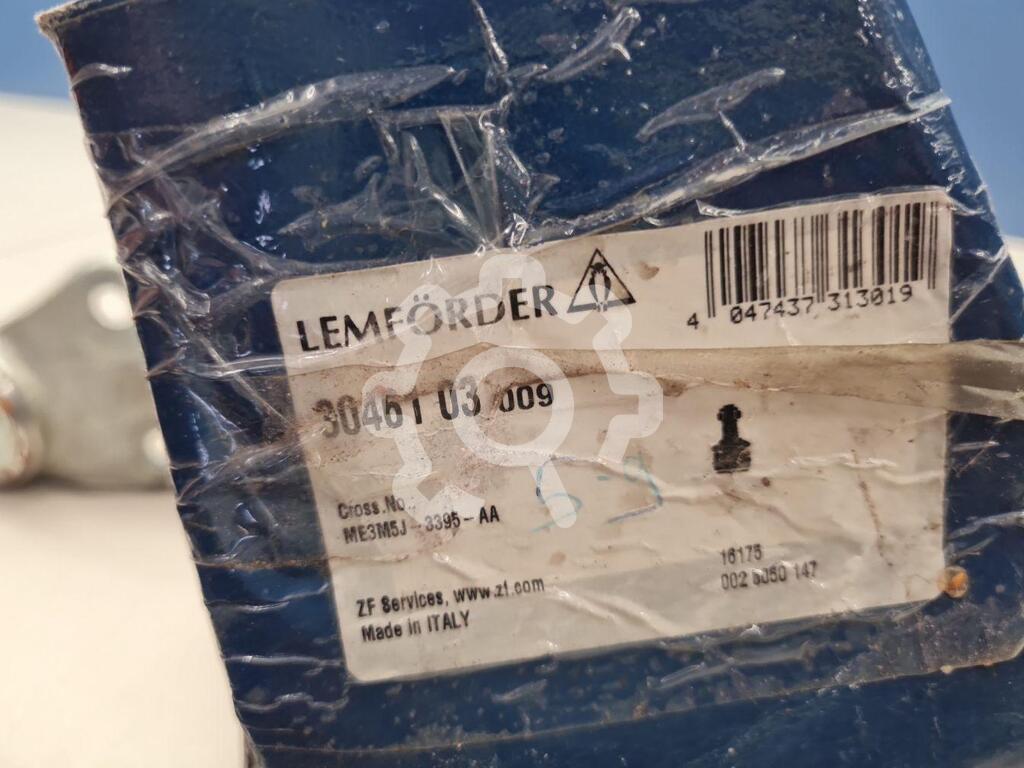 LEMFÖRDER
4 047437 313019
30461 03 009
Cross.No.
ME3M5J-3395-AA
16175
002 5050 147
ZF Services, www.zf.com
Made in ITALY